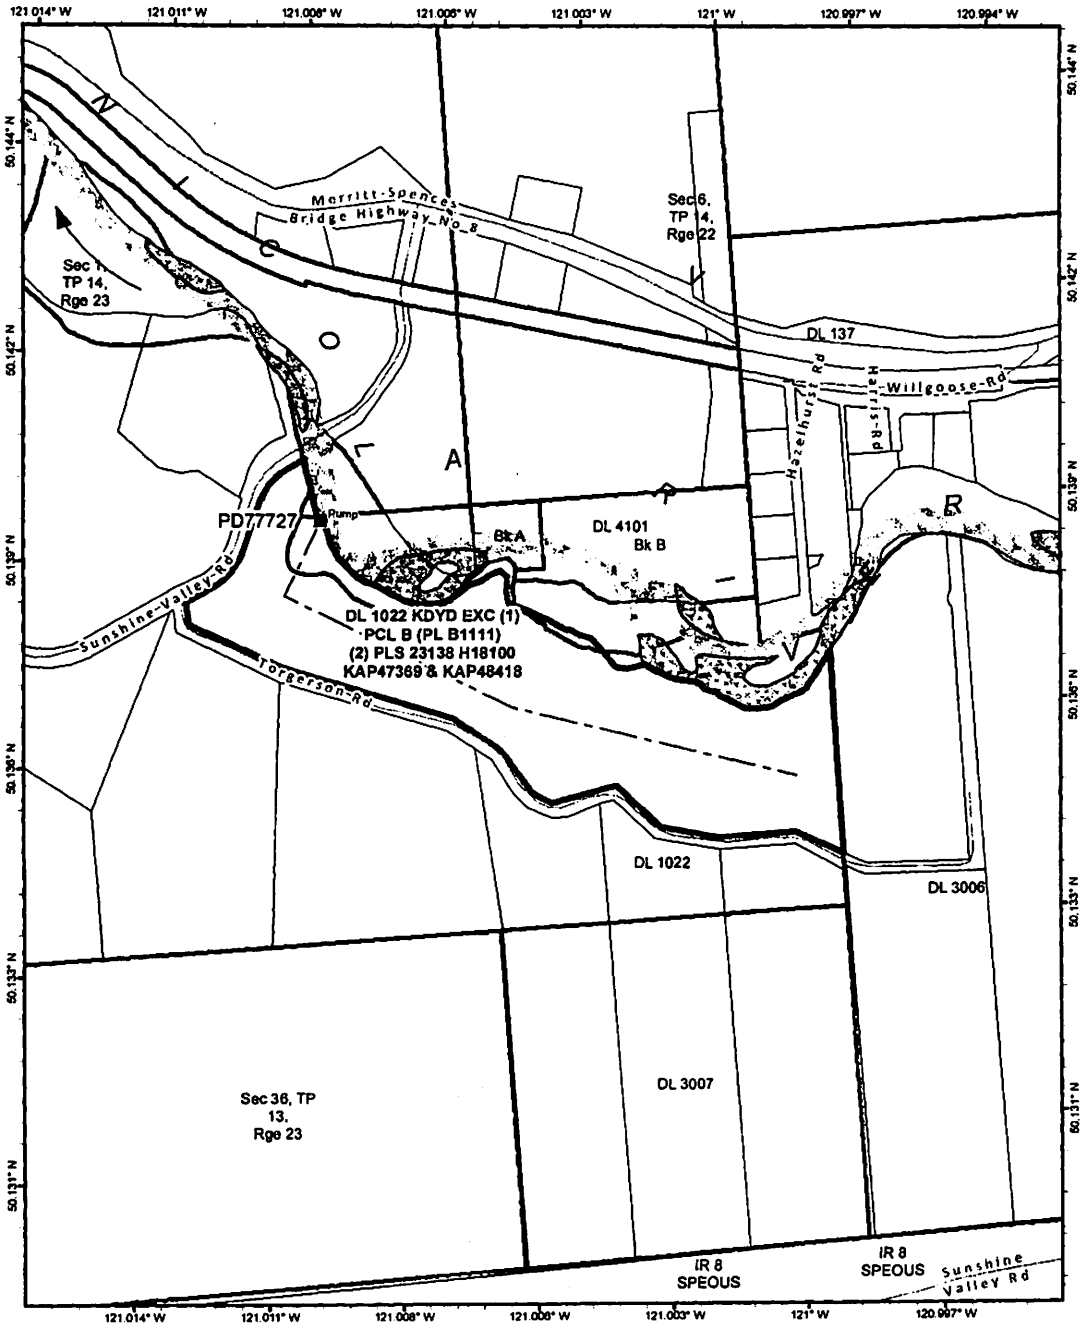 121.014° W 121.011° W 121.008° W 121.006° W 121.003° W 121° W 120.997° W 120.994° W
50.144° N
50.144° N
N
I
C
O
L
A
R
I
V
E
R
Merritt-Spences
Bridge Highway No 8
Sec 6,
TP 14,
Rge 22
Sec 1,
TP 14,
Rge 23
50.142° N
50.142° N
DL 137
Hazelhurst Rd
Harris-Rd
Willgoose-Rd
50.139° N
PD77727
Pump
Bk A
DL 4101
Bk B
50.139° N
Sunshine-Valley-Rd
DL 1022 KDYD EXC (1)
PCL B (PL B1111)
(2) PLS 23138 H18100
KAP47369 & KAP48418
Torgerson-Rd
50.136° N
50.136° N
DL 1022
DL 3006
50.133° N
50.133° N
DL 3007
Sec 36, TP
13,
Rge 23
50.131° N
50.131° N
IR 8
SPEOUS
IR 8
SPEOUS
Sunshine
Valley Rd
121.014° W 121.011° W 121.008° W 121.008° W 121.003° W 121° W 120.997° W